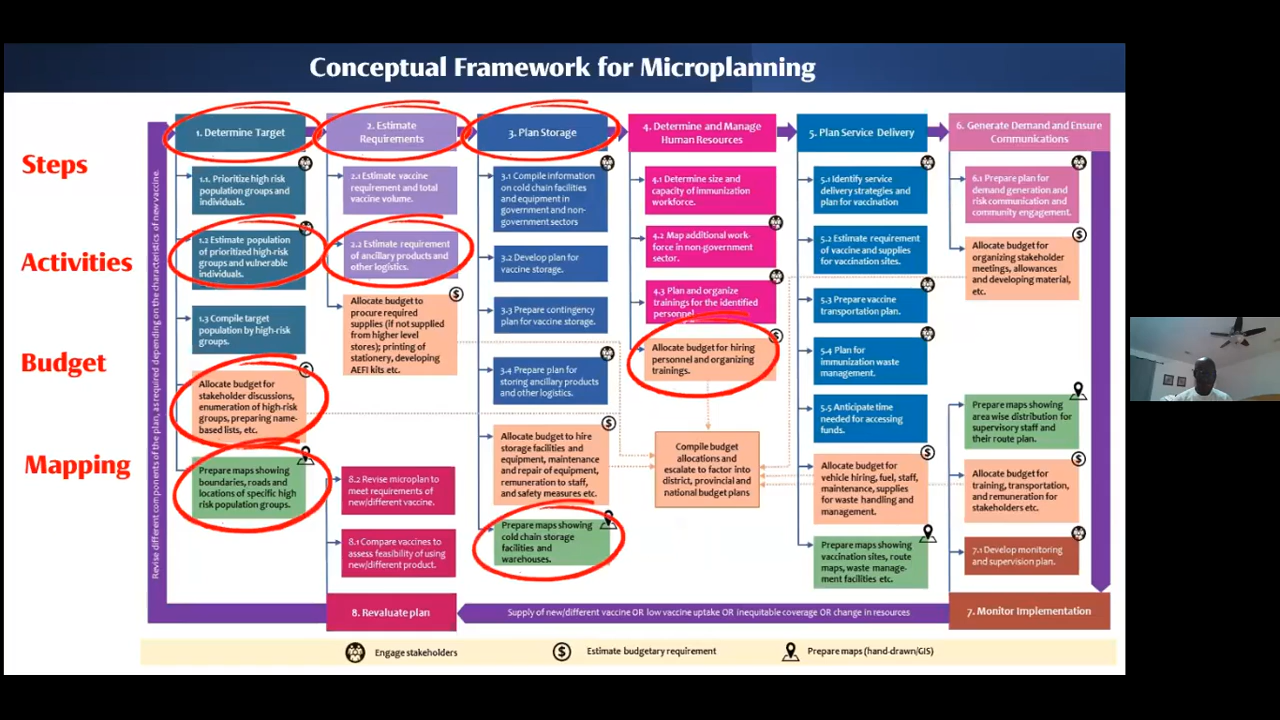 Conceptual Framework for Microplanning
Steps
Activities
Budget
Mapping
Revise different components of the plan, as required depending on the characteristics of new vaccine.
1. Determine Target
1.1. Prioritize high risk
population groups and
individuals.
1.2 Estimate population
of prioritized high-risk
groups and vulnerable
individuals.
1.3 Compile target
population by high-risk
groups.
Allocate budget for
stakeholder discussions,
enumeration of high-risk
groups, preparing name-
based lists, etc.
Prepare maps showing
boundaries, roads and
locations of specific high
risk population groups.
2. Estimate
Requirements
2.1 Estimate vaccine
requirement and total
vaccine volume.
2.2 Estimate requirement
of ancillary products and
other logistics.
Allocate budget to
procure required
supplies (if not supplied
from higher level
stores); printing of
stationery, developing
AEFI kits etc.
8.2 Revise microplan to
meet requirements of
new/different vaccine.
8.1 Compare vaccines to
assess feasibility of using
new/different product.
8. Revaluate plan
3. Plan Storage
3.1 Compile information
on cold chain facilities
and equipment in
government and non-
government sectors
3.2 Develop plan for
vaccine storage.
3.3 Prepare contingency
plan for vaccine storage.
3.4 Prepare plan for
storing ancillary products
and other logistics.
Allocate budget to hire
storage facilities and
equipment, maintenance
and repair of equipment,
remuneration to staff,
and safety measures etc.
Prepare maps showing
cold chain storage
facilities and
warehouses.
4. Determine and Manage
Human Resources
4.1 Determine size and
capacity of immunization
workforce.
4.2 Map additional work-
force in non-government
sector.
4.3 Plan and organize
trainings for the identified
personnel.
Allocate budget for hiring
personnel and organizing
trainings.
Compile budget
allocations and
escalate to factor into
district, provincial and
national budget plans
5. Plan Service Delivery
5.1 Identify service
delivery strategies and
plan for vaccination
5.2 Estimate requirement
of vaccine and supplies
for vaccination sites.
5.3 Prepare vaccine
transportation plan.
5.4 Plan for
immunization waste
management.
5.5 Anticipate time
needed for accessing
funds.
Allocate budget for
vehicle hiring, fuel, staff,
maintenance, supplies
for waste handling and
management.
Prepare maps showing
vaccination sites, route
maps, waste manage-
ment facilities etc.
6. Generate Demand and Ensure
Communications
6.1 Prepare plan for
demand generation and
risk communication and
community engagement.
Allocate budget for
organizing stakeholder
meetings, allowances
and developing material,
etc.
Prepare maps showing
area wise distribution for
supervisory staff and
their route plan.
Allocate budget for
training, transportation,
and remuneration for
stakeholders etc.
7.1 Develop monitoring
and supervision plan.
7. Monitor Implementation
Supply of new/different vaccine OR low vaccine uptake OR inequitable coverage OR change in resources
Engage stakeholders
$ Estimate budgetary requirement
Prepare maps (hand-drawn/GIS)